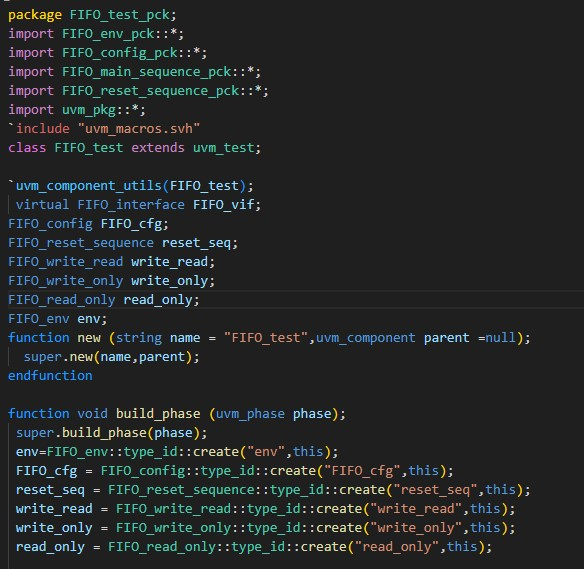 package FIFO_test_pck;
import FIFO_env_pck::*;
import FIFO_config_pck::*;
import FIFO_main_sequence_pck::*;
import FIFO_reset_sequence_pck::*;
import uvm_pkg::*;
`include "uvm_macros.svh"
class FIFO_test extends uvm_test;

`uvm_component_utils(FIFO_test);
 virtual FIFO_interface FIFO_vif;
FIFO_config FIFO_cfg;
FIFO_reset_sequence reset_seq;
FIFO_write_read write_read;
FIFO_write_only write_only;
FIFO_read_only read_only;
FIFO_env env;
function new (string name = "FIFO_test",uvm_component parent =null);
  super.new(name,parent);
endfunction

function void build_phase (uvm_phase phase);
 super.build_phase(phase);
 env=FIFO_env::type_id::create("env",this);
 FIFO_cfg = FIFO_config::type_id::create("FIFO_cfg",this);
 reset_seq = FIFO_reset_sequence::type_id::create("reset_seq",this);
 write_read = FIFO_write_read::type_id::create("write_read",this);
 write_only = FIFO_write_only::type_id::create("write_only",this);
 read_only = FIFO_read_only::type_id::create("read_only",this);